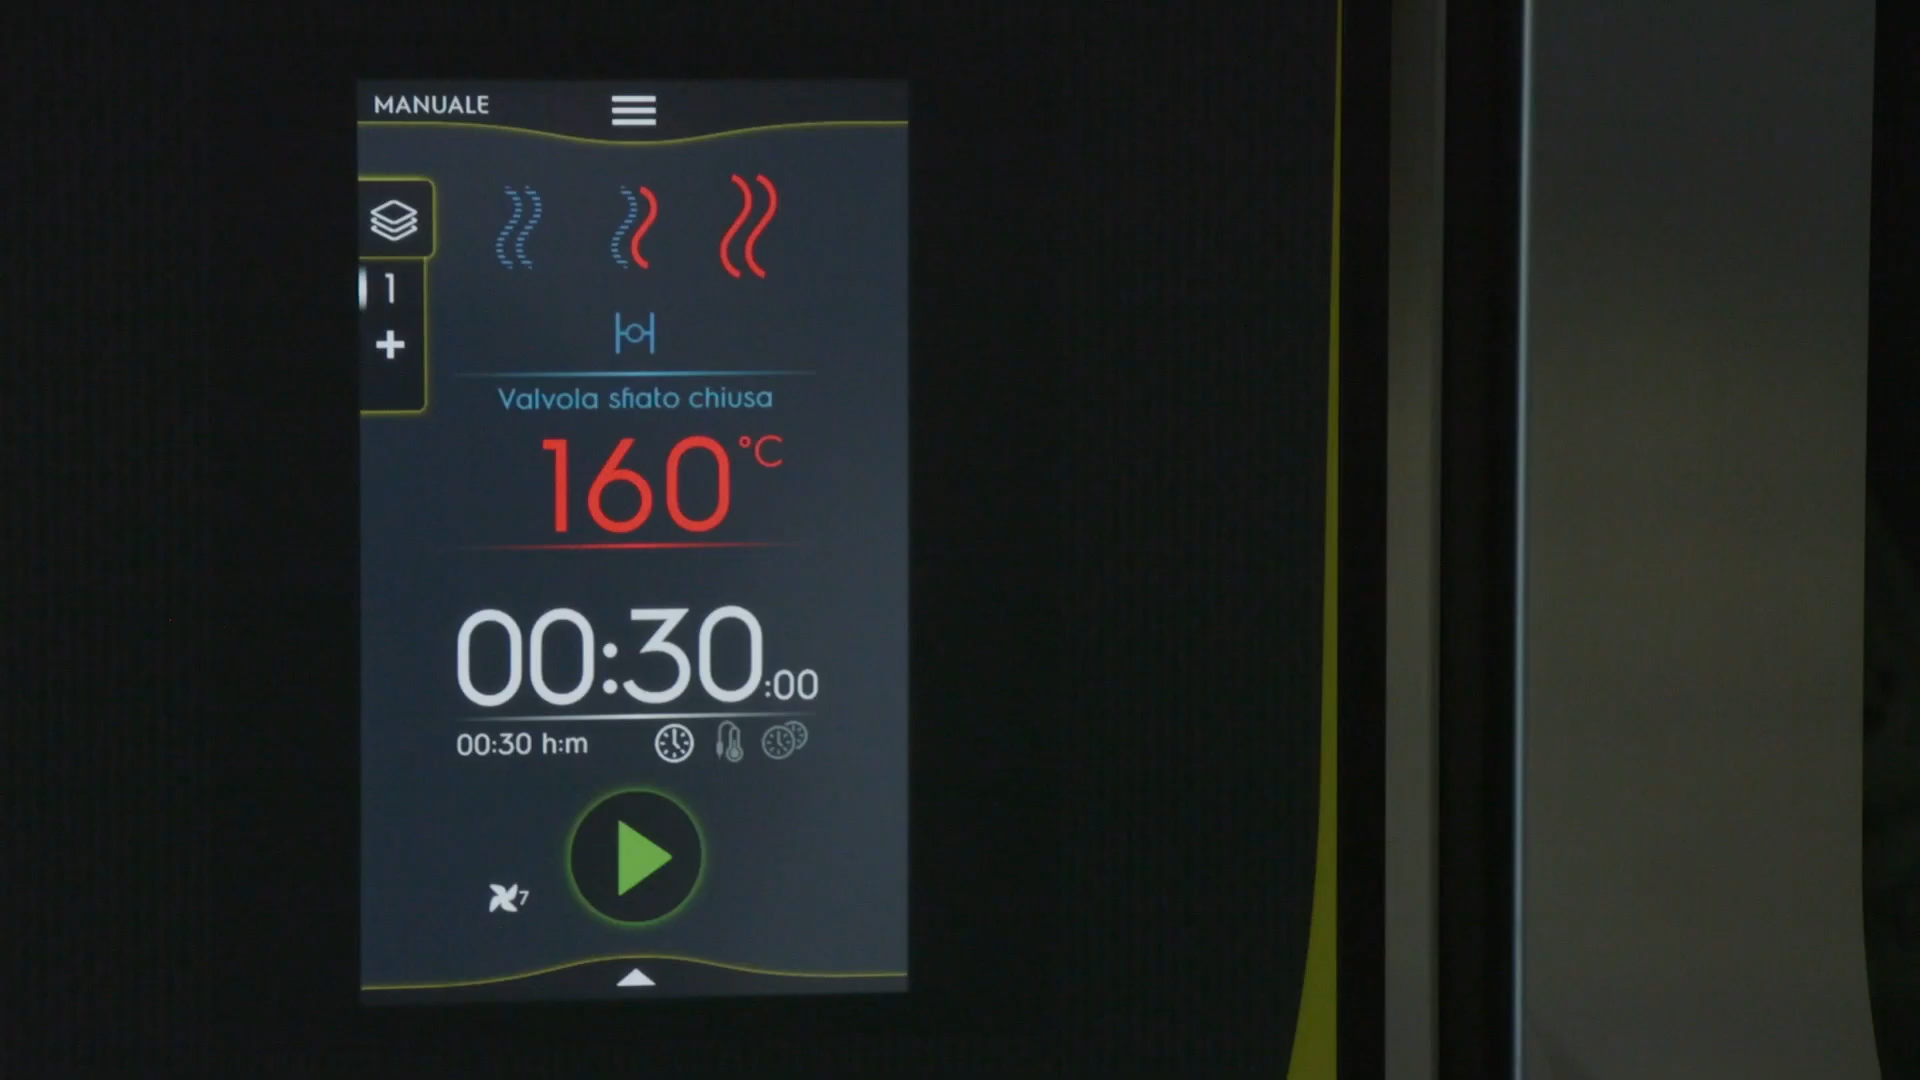 MANUALE
1
+
Valvola sfiato chiusa
160°C
00:30:00
00:30 h:m
7